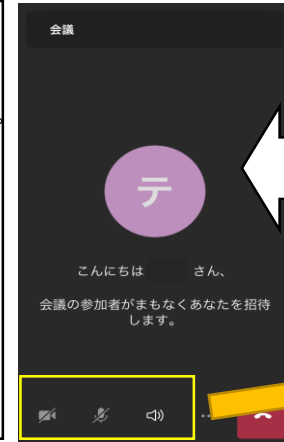 会議
テ
こんにちは さん、
会議の参加者がまもなくあなたを招待
します。